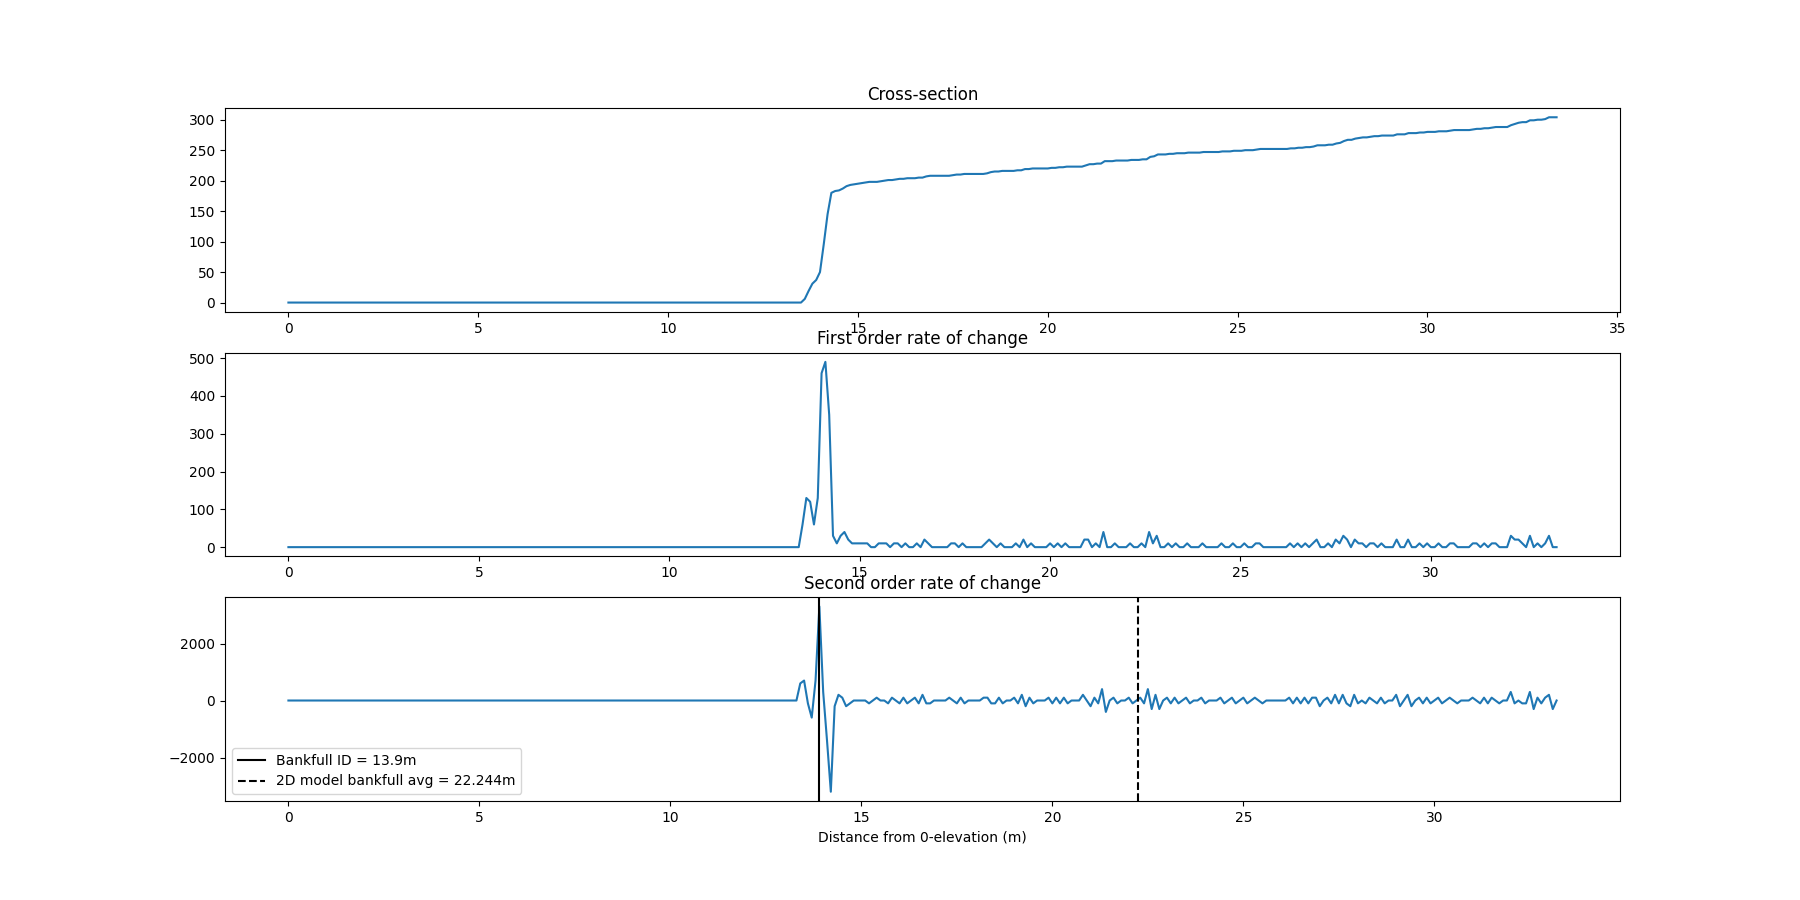 Cross-section
300
250
200
150
100
50
0
0 5 10 15 20 25 30 35
First order rate of change
500
400
300
200
100
0
0 5 10 15 20 25 30
Second order rate of change
2000
0
−2000
Bankfull ID = 13.9m
2D model bankfull avg = 22.244m
0 5 10 15 20 25 30
Distance from 0-elevation (m)